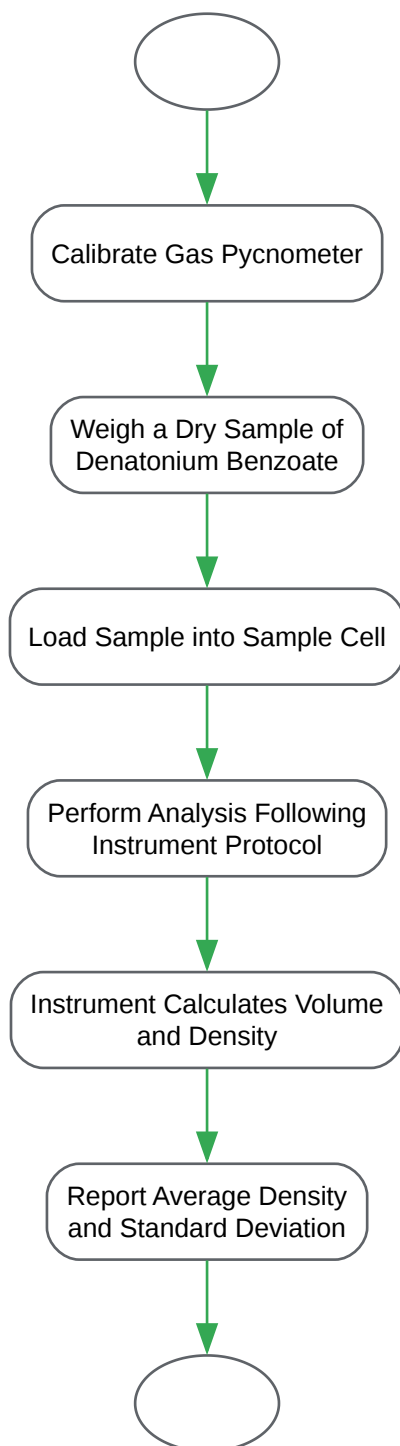 Calibrate Gas Pycnometer
Weigh a Dry Sample of
Denatonium Benzoate
Load Sample into Sample Cell
Perform Analysis Following
Instrument Protocol
Instrument Calculates Volume
and Density
Report Average Density
and Standard Deviation